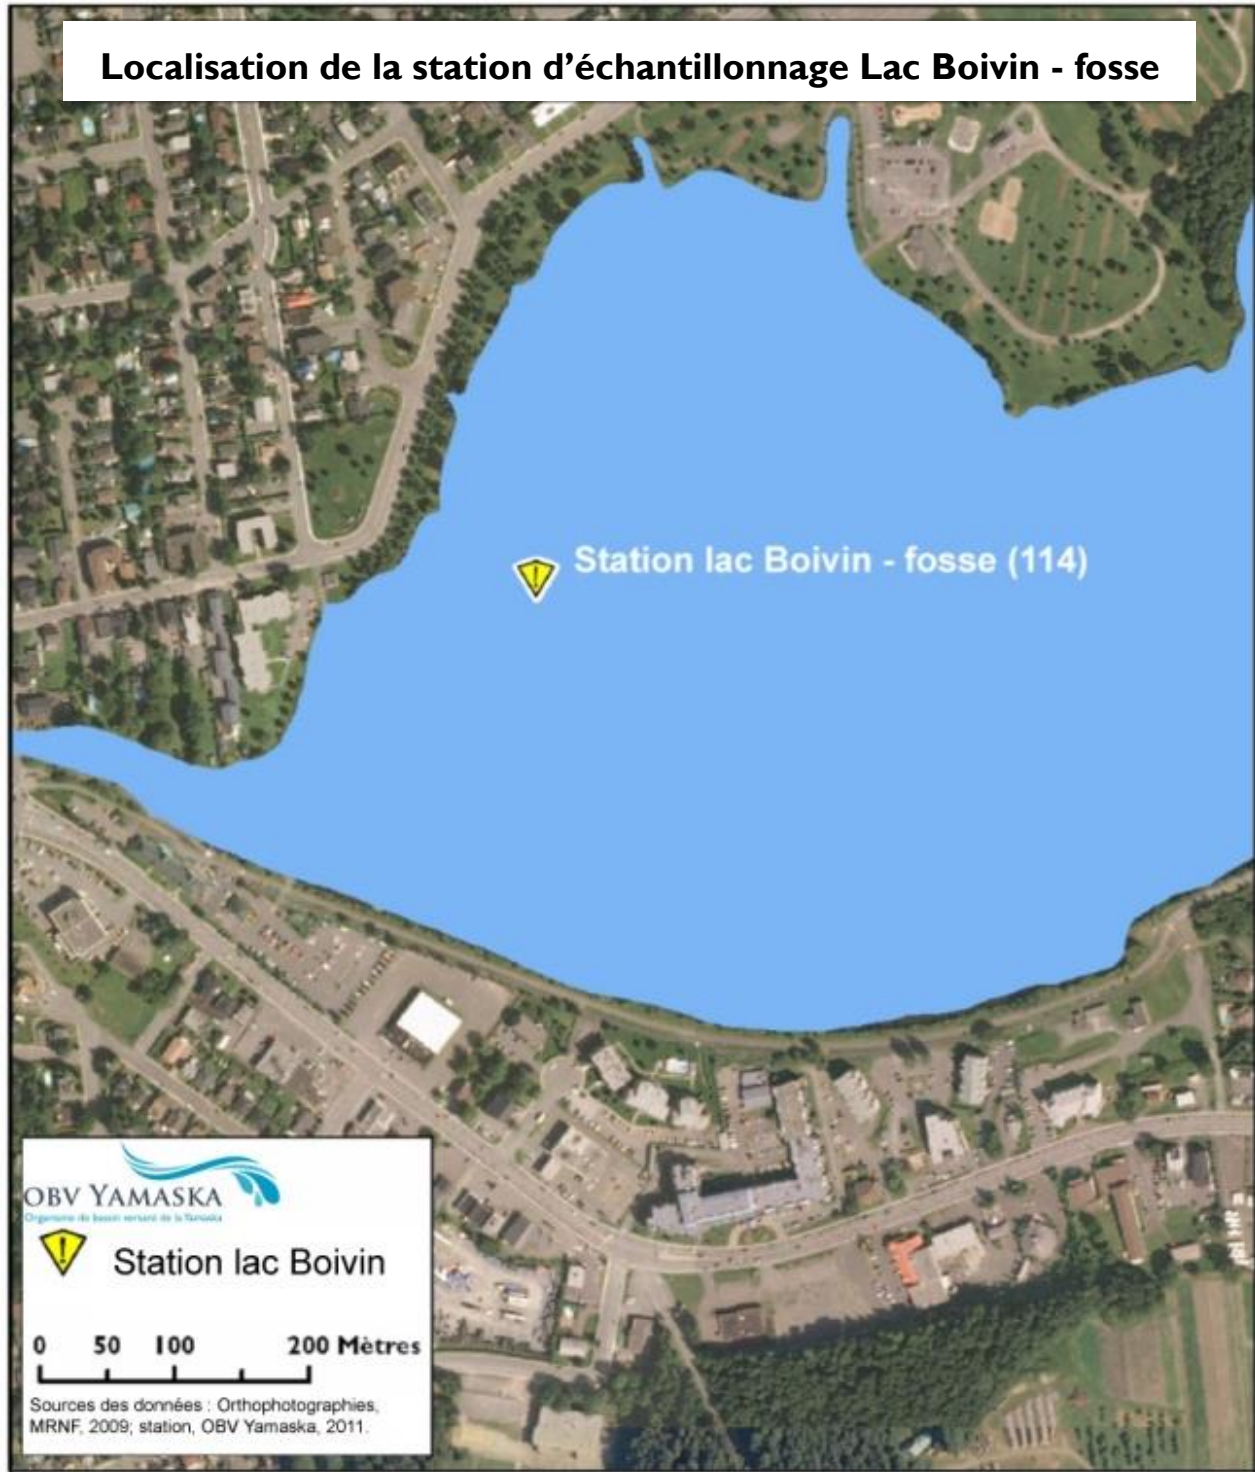 Localisation de la station d’échantillonnage Lac Boivin - fosse
Station lac Boivin - fosse (114)
OBV YAMASKA
Organisme de bassin versant de la Yamaska
Station lac Boivin
0 50 100 200 Mètres
Sources des données : Orthophotographies,
MRNF, 2009; station, OBV Yamaska, 2011.